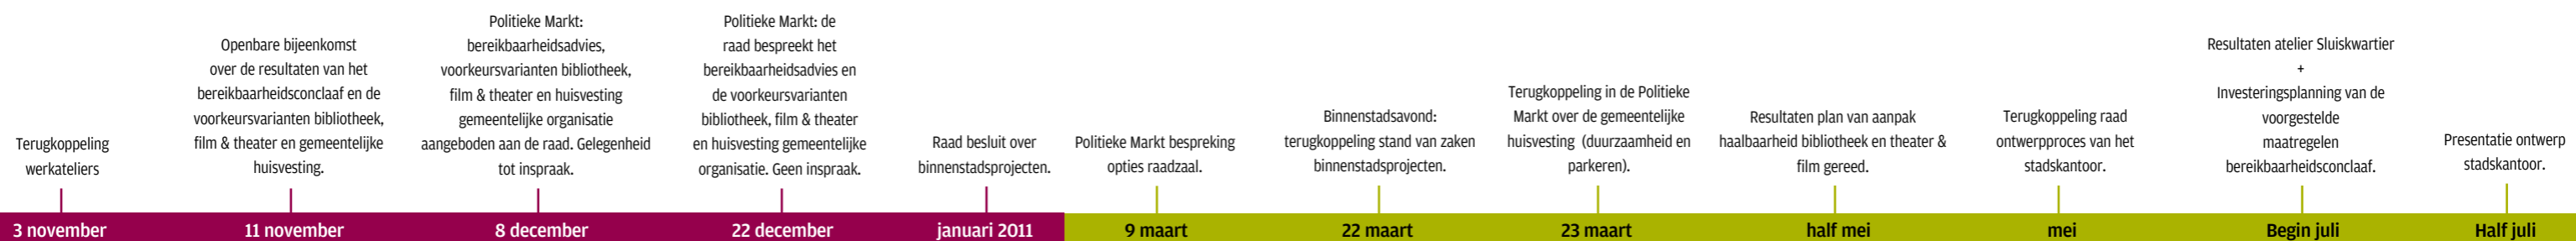 Terugkoppeling
werkateliers
3 november
Openbare bijeenkomst
over de resultaten van het
bereikbaarheidsconclaaf en de
voorkeursvarianten bibliotheek,
film & theater en gemeentelijke
huisvesting.
11 november
Politieke Markt:
bereikbaarheidsadvies,
voorkeursvarianten bibliotheek,
film & theater en huisvesting
gemeentelijke organisatie
aangeboden aan de raad. Gelegenheid
tot inspraak.
8 december
Politieke Markt: de
raad bespreekt het
bereikbaarheidsadvies en
de voorkeursvarianten
bibliotheek, film & theater
en huisvesting gemeentelijke
organisatie. Geen inspraak.
22 december
Raad besluit over
binnenstadsprojecten.
januari 2011
Politieke Markt bespreking
opties raadzaal.
9 maart
Binnenstadsavond:
terugkoppeling stand van zaken
binnenstadsprojecten.
22 maart
Terugkoppeling in de Politieke
Markt over de gemeentelijke
huisvesting (duurzaamheid en
parkeren).
23 maart
Resultaten plan van aanpak
haalbaarheid bibliotheek en theater &
film gereed.
half mei
Terugkoppeling raad
ontwerpproces van het
stadskantoor.
mei
Resultaten atelier Sluiskwartier
+
Investeringsplanning van de
voorgestelde
maatregelen
bereikbaarheidsconclaaf.
Begin juli
Presentatie ontwerp
stadskantoor.
Half juli